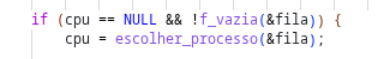 if (cpu == NULL && !f_vazia(&fila)) {
cpu = escolher_processo(&fila);